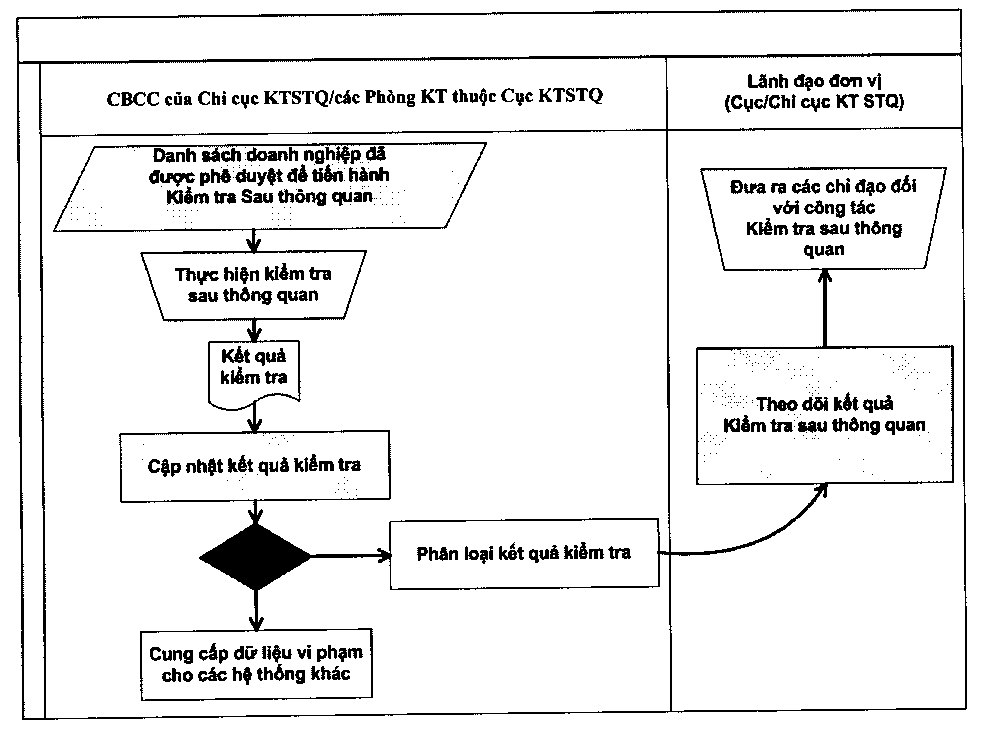 CBCC của Chi cục KTSTQ/các Phòng KT thuộc Cục KTSTQ
Lãnh đạo đơn vị
(Cục/Chi cục KT STQ)
Danh sách doanh nghiệp đã
được phê duyệt để tiến hành
Kiểm tra Sau thông quan
Thực hiện kiểm tra
sau thông quan
Kết quả
kiểm tra
Cập nhật kết quả kiểm tra
Phân loại kết quả kiểm tra
Cung cấp dữ liệu vi phạm
cho các hệ thống khác
Đưa ra các chỉ đạo đối
với công tác
Kiểm tra sau thông
quan
Theo dõi kết quả
Kiểm tra sau thông quan